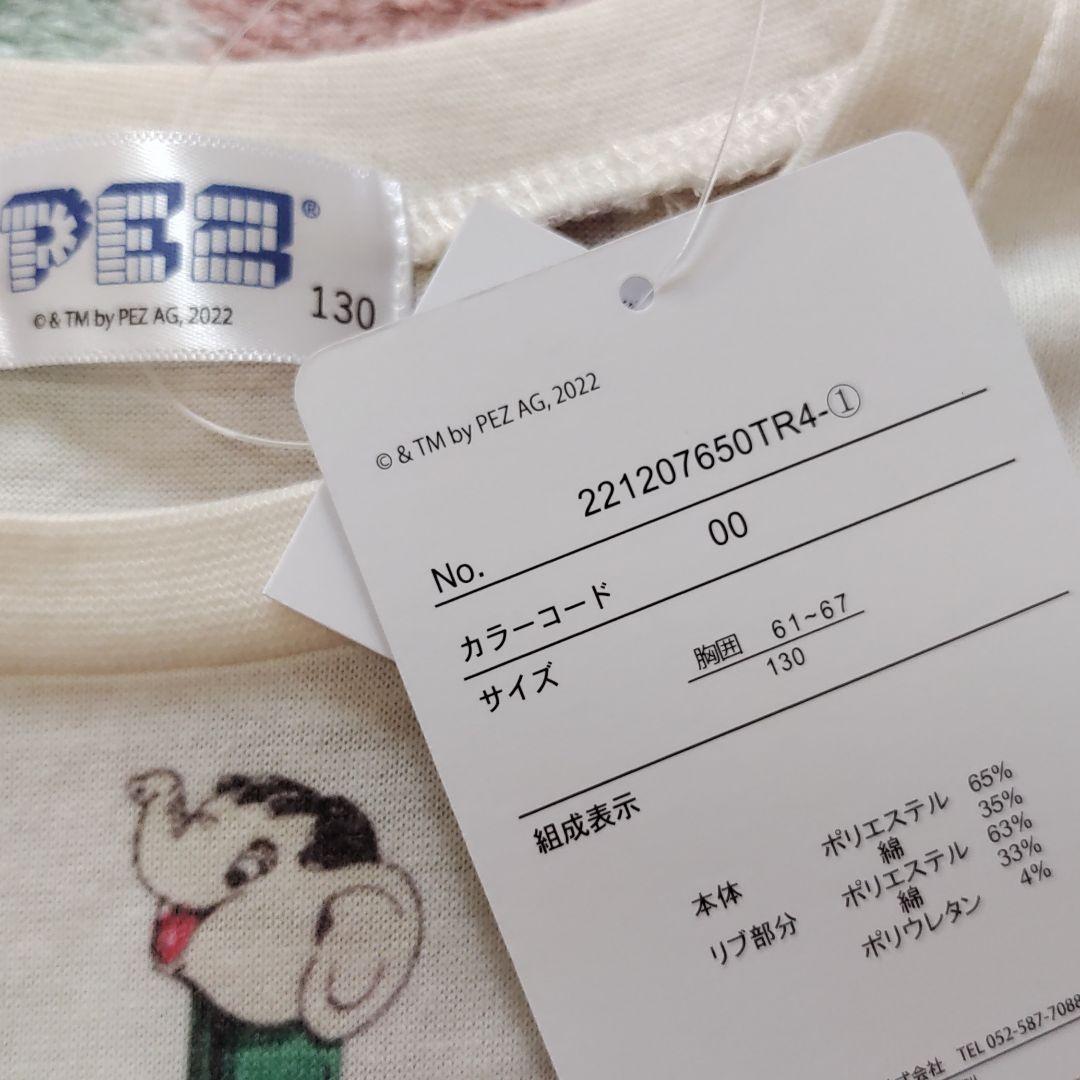 PEZ®
© & TM by PEZ AG, 2022
130
© & TM by PEZ AG, 2022
No. 221207650TR4-①
カラーコード 00
サイズ 胸囲 61~67
130
組成表示
本体 ポリエステル 65%
綿 35%
リブ部分 ポリエステル 63%
綿 33%
ポリウレタン 4%
式会社 TEL 052-587-7088